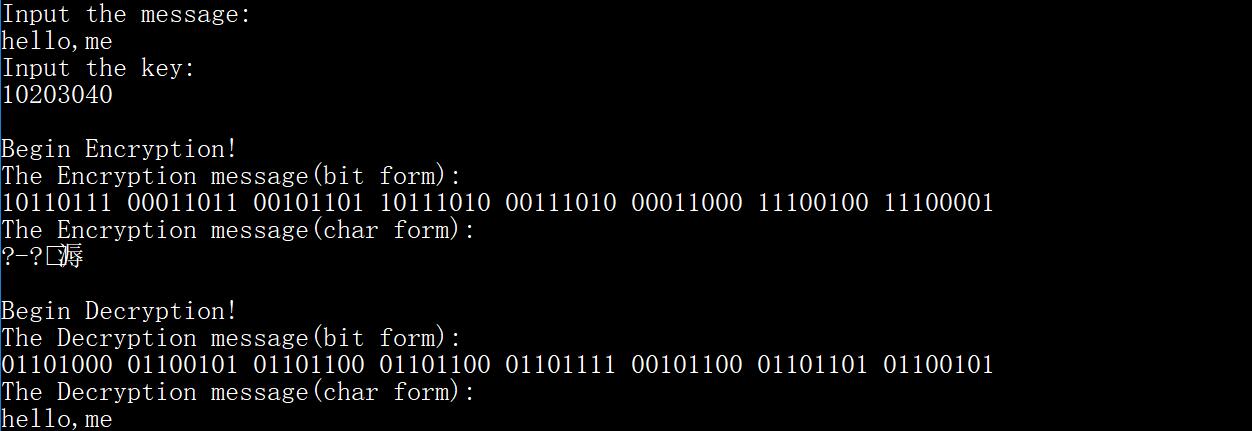 Input the message:
hello,me
Input the key:
10203040
Begin Encryption!
The Encryption message(bit form):
10110111 00011011 00101101 10111010 00111010 00011000 11100100 11100001
The Encryption message(char form):
?-?
Begin Decryption!
The Decryption message(bit form):
01101000 01100101 01101100 01101100 01101111 00101100 01101101 01100101
The Decryption message(char form):
hello,me